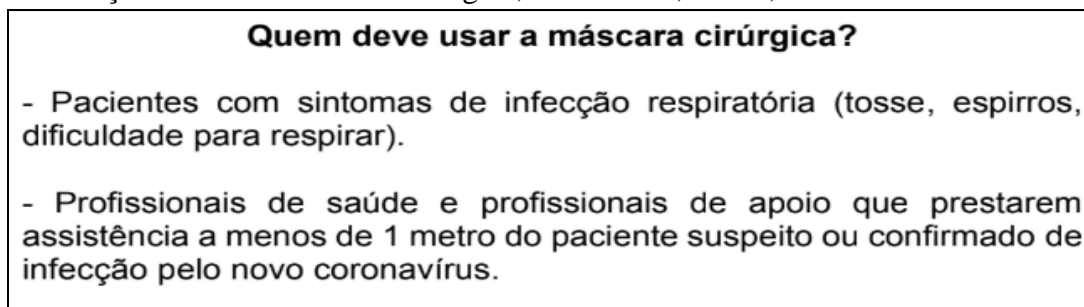 Quem deve usar a máscara cirúrgica?
- Pacientes com sintomas de infecção respiratória (tosse, espirros,
dificuldade para respirar).
- Profissionais de saúde e profissionais de apoio que prestarem
assistência a menos de 1 metro do paciente suspeito ou confirmado de
infecção pelo novo coronavírus.